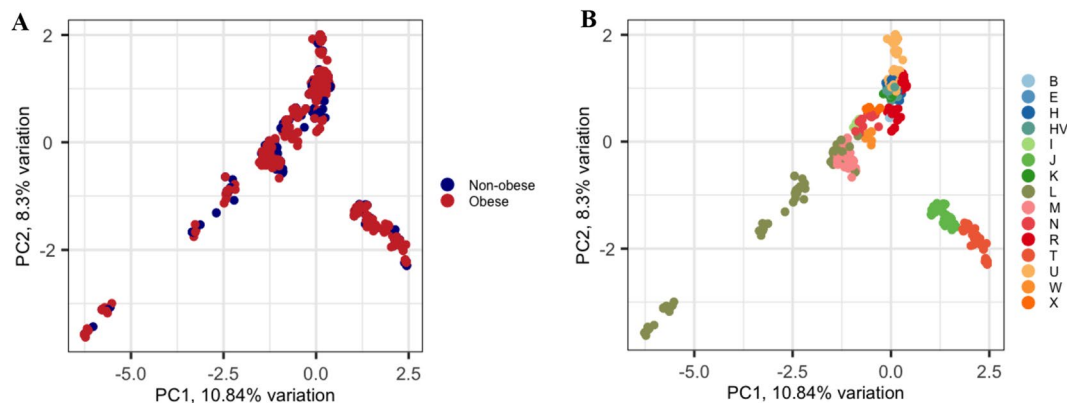 A
PC2, 8.3% variation
2
0
-2
-5.0
-2.5
0.0
2.5
PC1, 10.84% variation
Non-obese
Obese
B
PC2, 8.3% variation
2
0
-2
-5.0
-2.5
0.0
2.5
PC1, 10.84% variation
B
E
H
HV
I
J
K
L
M
N
R
T
U
W
X